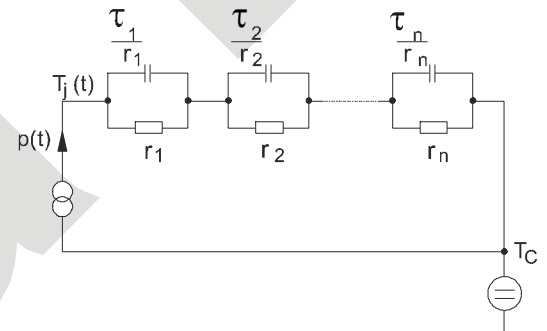 τ1 τ2 τn
r1 r2 rn
Tj (t)
p(t)
r1 r2 rn
TC